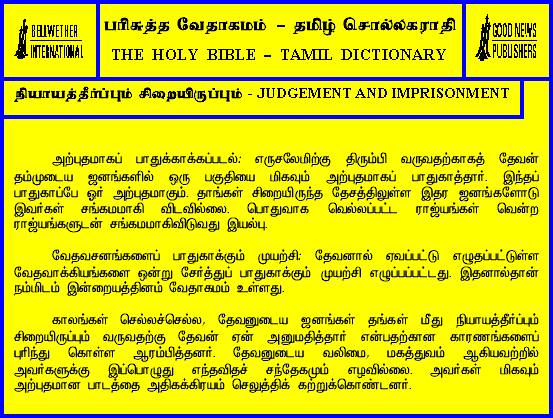 BELLWETHER
INTERNATIONAL
பரிசுத்த வேதாகமம் – தமிழ் சொல்லகராதி
THE HOLY BIBLE – TAMIL DICTIONARY
GOOD NEWS
PUBLISHERS
நியாயத்தீர்ப்பும் சிறையிருப்பும் - JUDGEMENT AND IMPRISONMENT
அற்புதமாகப் பாதுக்காக்கப்படல்: எருசலேமிற்கு திரும்பி வருவதற்காகத் தேவன்
தம்முடைய ஜனங்களில் ஒரு பகுதியை மிகவும் அற்புதமாகப் பாதுகாத்தார். இந்தப்
பாதுகாப்பே ஓர் அற்புதமாகும். தாங்கள் சிறையிருந்த தேசத்திலுள்ள இதர ஜனங்களோடு
இவர்கள் சங்கமமாகி விடவில்லை. பொதுவாக வெல்லப்பட்ட ராஜ்யங்கள் வென்ற
ராஜ்யங்களுடன் சங்கமமாகிவிடுவது இயல்பு.
வேதவசனங்களைப் பாதுகாக்கும் முயற்சி: தேவனால் ஏவப்பட்டு எழுதப்பட்டுள்ள
வேதவாக்கியங்களை ஒன்று சேர்த்துப் பாதுகாக்கும் முயற்சி எழுப்பப்பட்டது. இதனால்தான்
நம்மிடம் இன்றையத்தினம் வேதாகமம் உள்ளது.
காலங்கள் செல்லச்செல்ல, தேவனுடைய ஜனங்கள் தங்கள் மீது நியாயத்தீர்ப்பும்
சிறையிருப்பும் வருவதற்கு தேவன் ஏன் அனுமதித்தார் என்பதற்கான காரணங்களைப்
புரிந்து கொள்ள ஆரம்பித்தனர். தேவனுடைய வலிமை, மகத்துவம் ஆகியவற்றில்
அவர்களுக்கு இப்பொழுது எந்தவிதச் சந்தேகமும் எழவில்லை. அவர்கள் மிகவும்
அற்புதமான பாடத்தை அதிகக்கிரயம் செலுத்திக் கற்றுக்கொண்டனர்.